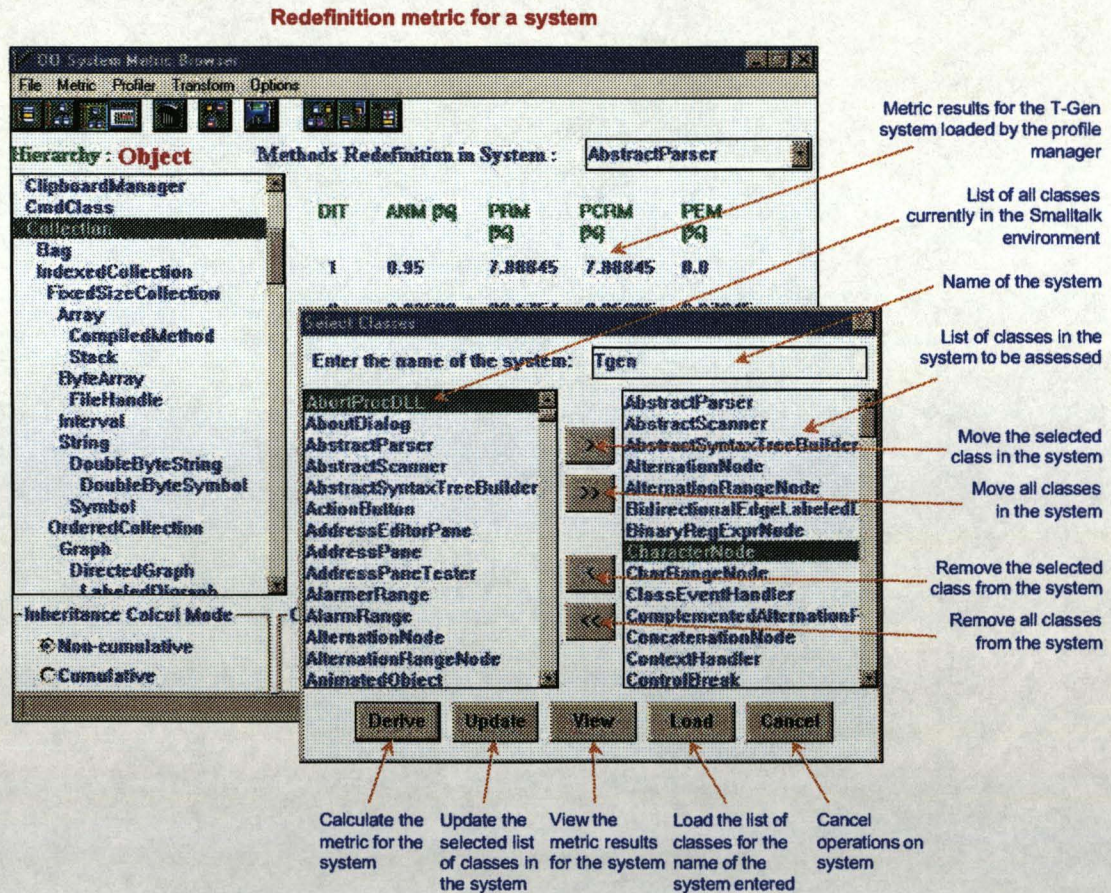 Redefinition metric for a system
OO System Metric Browser
File Metric Profiler Transform Options
Hierarchy : Object
Methods Redefinition in System :
AbstractParser
ClipboardManager
CmdClass
Collection
Bag
IndexedCollection
FixedSizeCollection
Array
CompiledMethod
Stack
ByteArray
FileHandle
Interval
String
DoubleByteString
DoubleByteSymbol
Symbol
OrderedCollection
Graph
DirectedGraph
LabeledDigraph
DIT ANM [%] PRM [%] PCRM [%] PEM [%]
1 0.95 7.88845 7.88845 0.0
Inheritance Calcul Mode
Non-cumulative
Cumulative
Select Classes
Enter the name of the system:
Tgen
AbortProcDLL
AboutDialog
AbstractParser
AbstractScanner
AbstractSyntaxTreeBuilder
ActionButton
AddressEditorPane
AddressPane
AddressPaneTester
AlarmerRange
AlarmRange
AlternationNode
AlternationRangeNode
AnimatedObject
>
>>
<
<<
AbstractParser
AbstractScanner
AbstractSyntaxTreeBuilder
AlternationNode
AlternationRangeNode
BidirectionalEdgeLabeledD
BinaryRegExprNode
CharacterNode
CharRangeNode
ClassEventHandler
ComplementedAlternationR
ConcatenationNode
ContextHandler
ControlBreak
Derive
Update
View
Load
Cancel
Metric results for the T-Gen
system loaded by the profile
manager
List of all classes
currently in the Smalltalk
environment
Name of the system
List of classes in the
system to be assessed
Move the selected
class in the system
Move all classes
in the system
Remove the selected
class from the system
Remove all classes
from the system
Calculate the
metric for the
system
Update the
selected list
of classes in
the system
View the
metric results
for the system
Load the list of
classes for the
name of the
system entered
Cancel
operations on
system